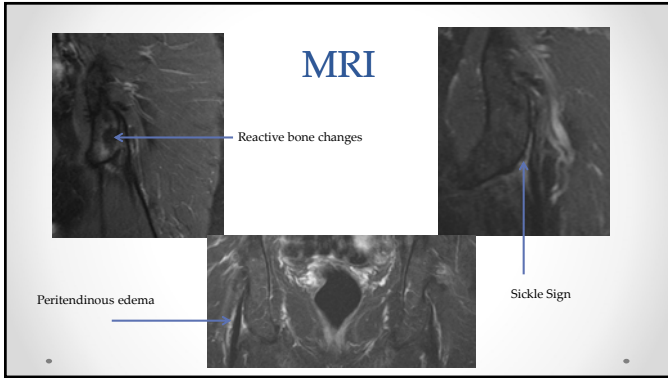 MRI
Reactive bone changes
Peritendinous edema
Sickle Sign